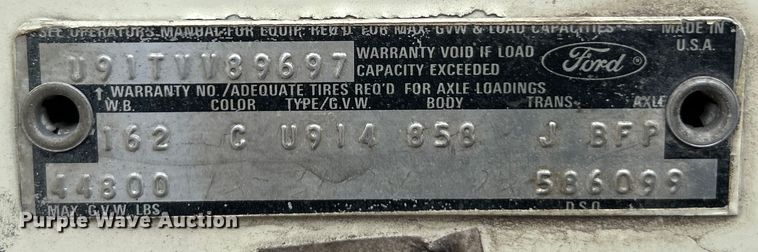 SEE OPERATORS MANUAL FOR EQUIP. REQ'D. FOR MAX. GVW & LOAD CAPACITIES
MADE IN U.S.A.
U91TVV89697
WARRANTY VOID IF LOAD CAPACITY EXCEEDED
Ford ®
↑ WARRANTY NO./ADEQUATE TIRES REQ'D FOR AXLE LOADINGS
W.B. COLOR TYPE/G.V.W. BODY TRANS. AXLE
162 C U914 858 J BFP
44800 586099
MAX. G.V.W. LBS. D.S.O.
Purple Wave Auction